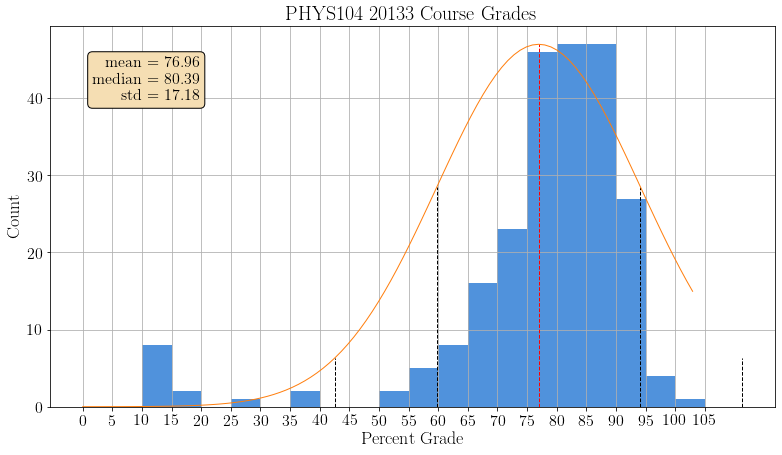 PHYS104 20133 Course Grades
mean = 76.96
median = 80.39
std = 17.18
Count
40
30
20
10
0
0 5 10 15 20 25 30 35 40 45 50 55 60 65 70 75 80 85 90 95 100 105
Percent Grade